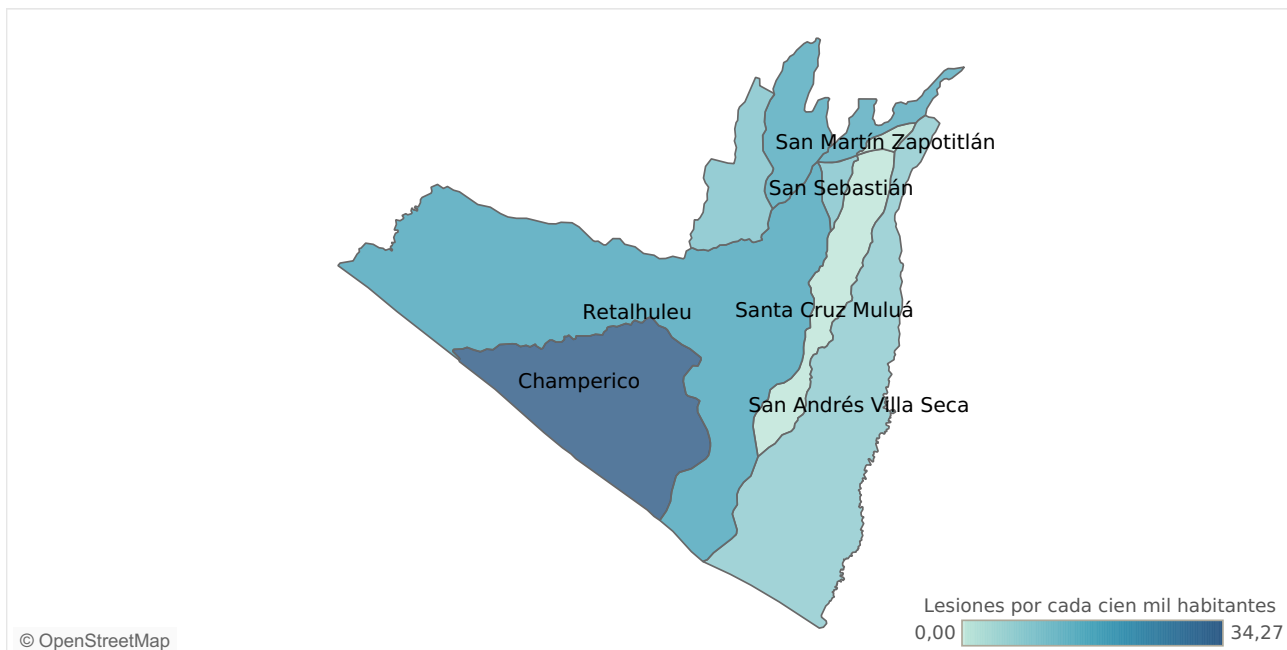 San Martín Zapotitlán
San Sebastián
Retalhuleu
Santa Cruz Muluá
Champerico
San Andrés Villa Seca
Lesiones por cada cien mil habitantes
0,00
34,27
© OpenStreetMap